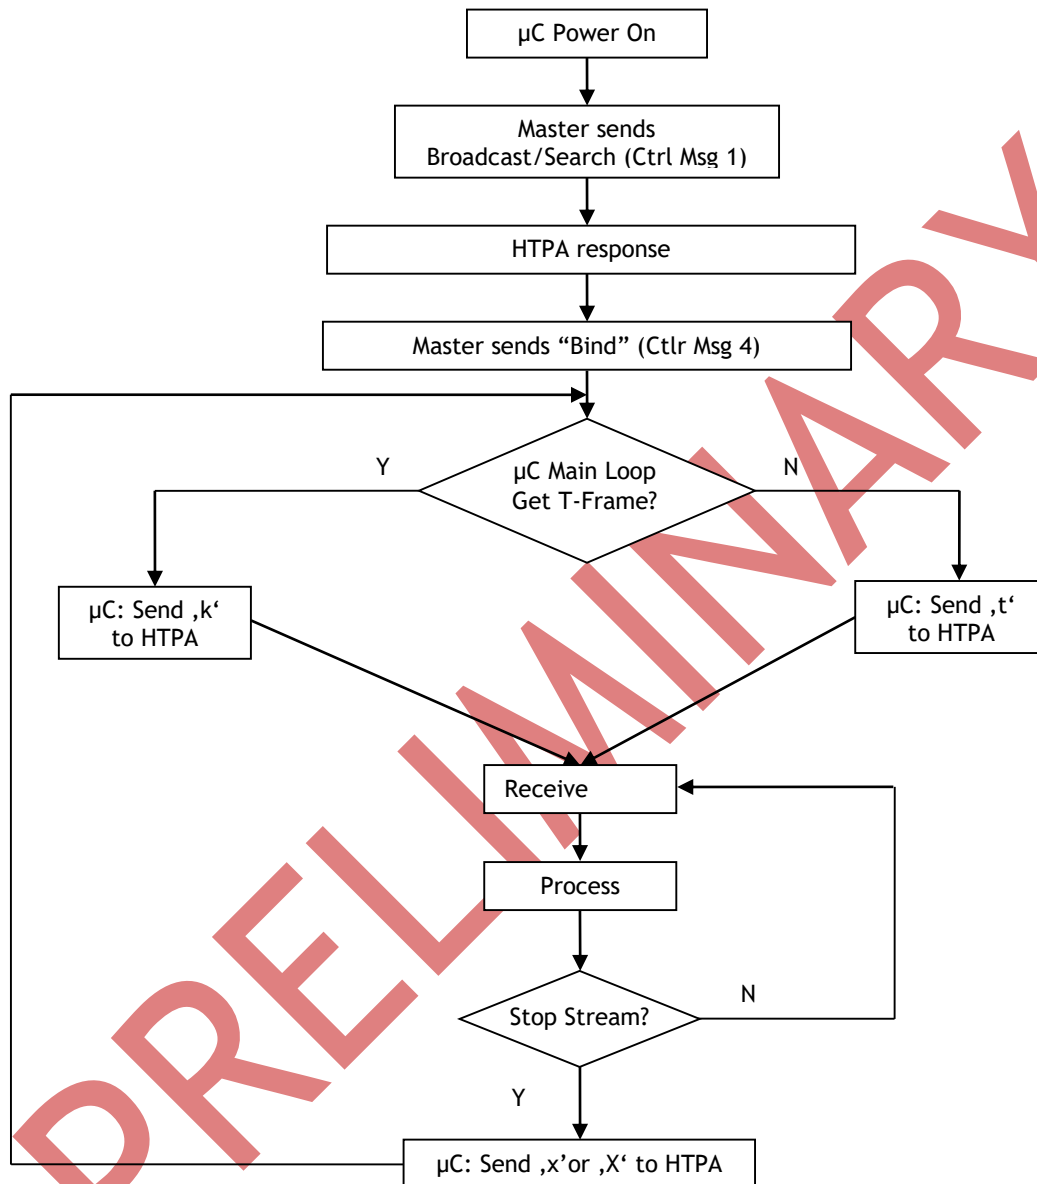 µC Power On
Master sends
Broadcast/Search (Ctrl Msg 1)
HTPA response
Master sends “Bind” (Ctlr Msg 4)
Y
µC Main Loop
N
Get T-Frame?
µC: Send ‚k‘
to HTPA
µC: Send ‚t‘
to HTPA
Receive
Process
Stop Stream?
N
Y
µC: Send ‚x’or ‚X‘ to HTPA
PRELIMINARY